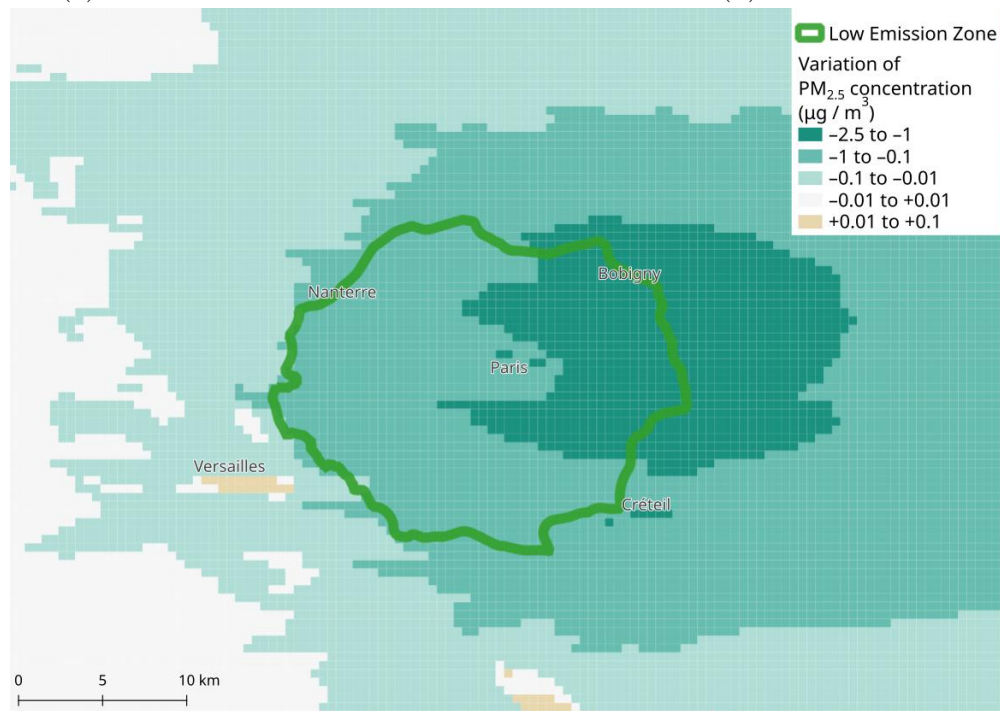 Low Emission Zone
Variation of
PM₂.₅ concentration
(µg / m³)
–2.5 to –1
–1 to –0.1
–0.1 to –0.01
–0.01 to +0.01
+0.01 to +0.1
Bobigny
Nanterre
Paris
Versailles
Créteil
0 5 10 km